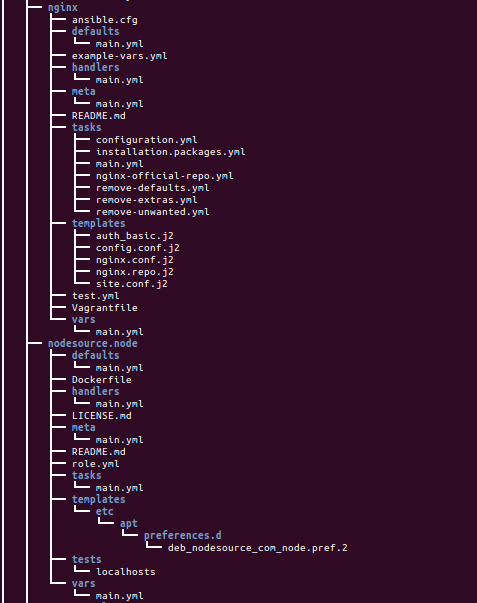 nginx
ansible.cfg
defaults
main.yml
example-vars.yml
handlers
main.yml
meta
main.yml
README.md
tasks
configuration.yml
installation.packages.yml
main.yml
nginx-official-repo.yml
remove-defaults.yml
remove-extras.yml
remove-unwanted.yml
templates
auth_basic.j2
config.conf.j2
nginx.conf.j2
nginx.repo.j2
site.conf.j2
test.yml
Vagrantfile
vars
main.yml
nodesource.node
defaults
main.yml
Dockerfile
handlers
main.yml
LICENSE.md
meta
main.yml
README.md
role.yml
tasks
main.yml
templates
etc
apt
preferences.d
deb_nodesource_com_node.pref.2
tests
localhosts
vars
main.yml